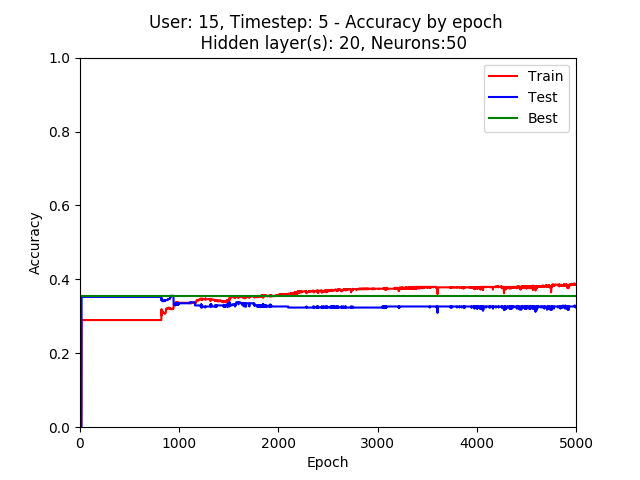 User: 15, Timestep: 5 - Accuracy by epoch
Hidden layer(s): 20, Neurons:50
1.0
0.8
0.6
0.4
0.2
0.0
Accuracy
Train
Test
Best
0 1000 2000 3000 4000 5000
Epoch